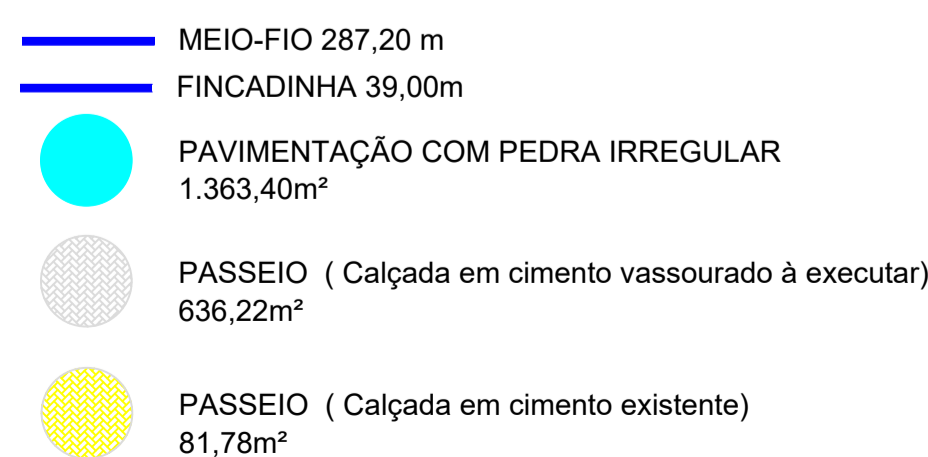 MEIO-FIO 287,20 m
FINCADINHA 39,00m
PAVIMENTAÇÃO COM PEDRA IRREGULAR
1.363,40m²
PASSEIO ( Calçada em cimento vassourado à executar)
636,22m²
PASSEIO ( Calçada em cimento existente)
81,78m²